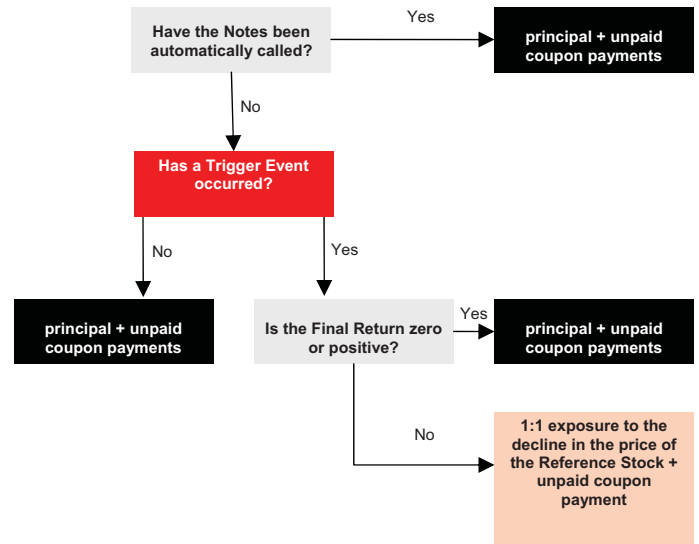 Have the Notes been
automatically called?
Yes
principal + unpaid
coupon payments
No
Has a Trigger Event
occurred?
No
Yes
principal + unpaid
coupon payments
Is the Final Return zero
or positive?
Yes
principal + unpaid
coupon payments
No
1:1 exposure to the
decline in the price of
the Reference Stock +
unpaid coupon
payment